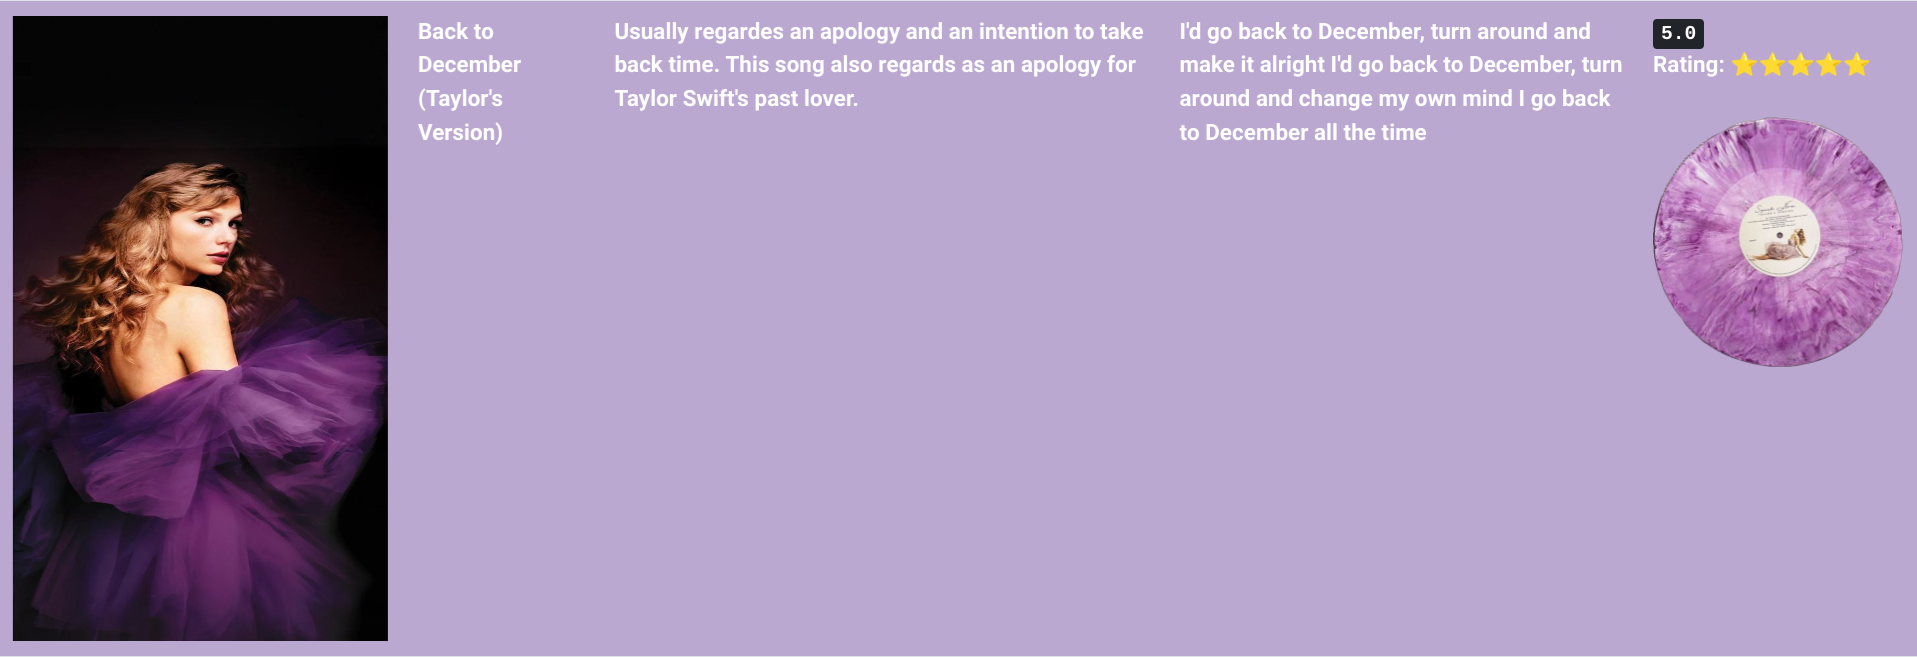 Back to
December
(Taylor's
Version)
Usually regardes an apology and an intention to take
back time. This song also regards as an apology for
Taylor Swift's past lover.
I'd go back to December, turn around and
make it alright I'd go back to December, turn
around and change my own mind I go back
to December all the time
5.0
Rating: ⭐⭐⭐⭐⭐